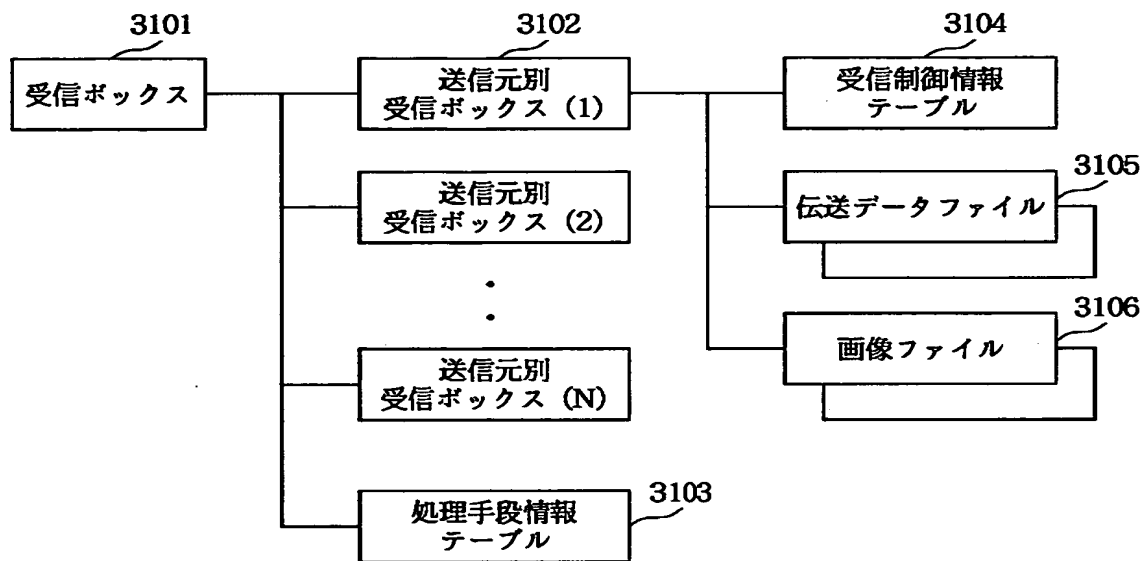 3101
受信ボックス
3102
送信元別
受信ボックス (1)
送信元別
受信ボックス (2)
送信元別
受信ボックス (N)
処理手段情報
テーブル
3103
3104
受信制御情報
テーブル
3105
伝送データファイル
3106
画像ファイル